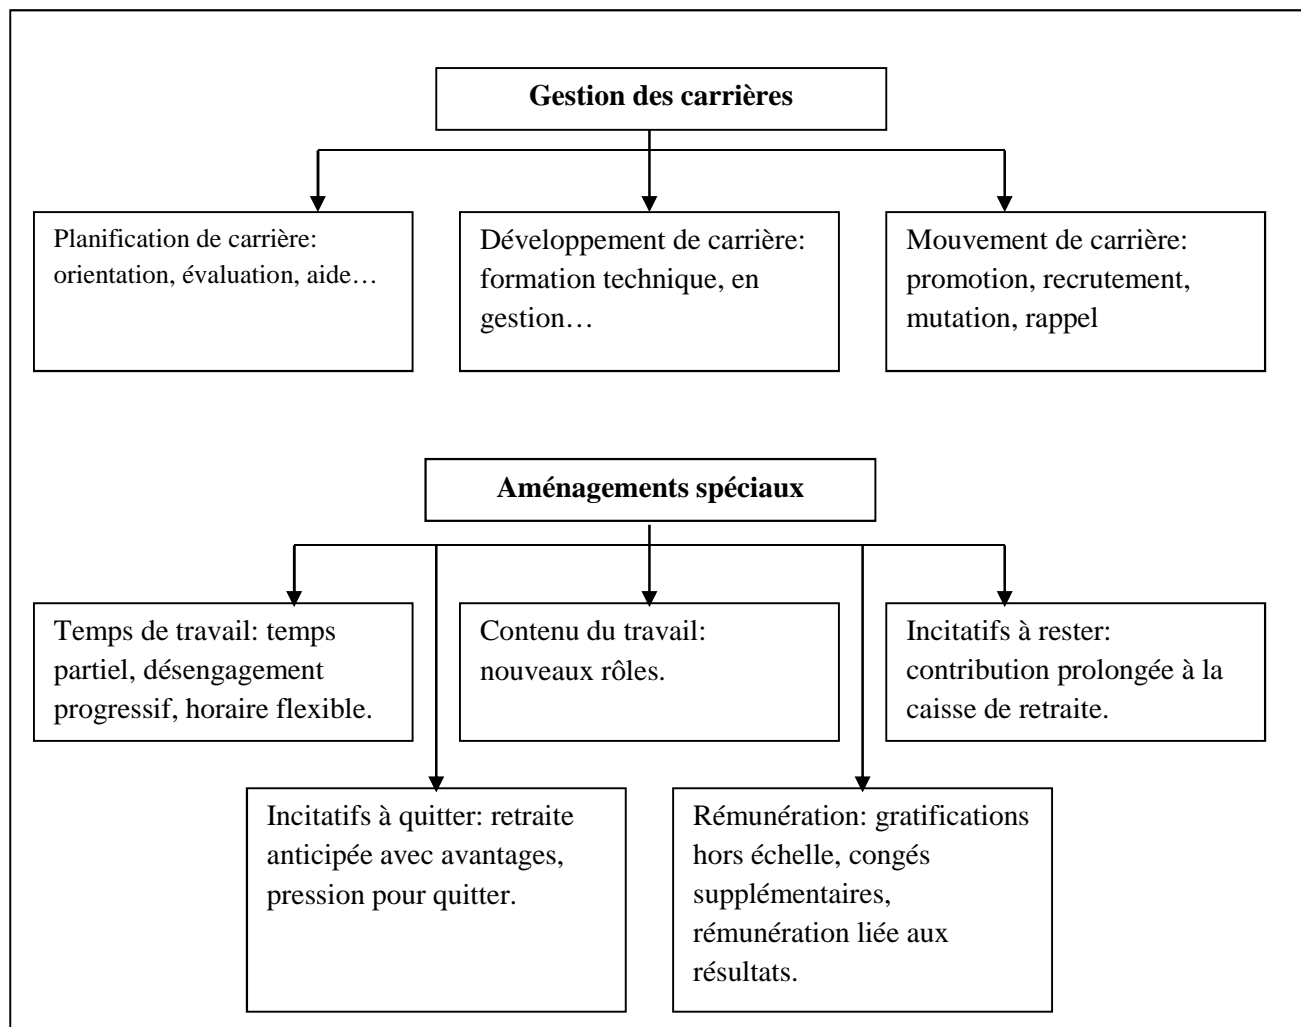 Gestion des carrières
Planification de carrière:
orientation, évaluation, aide…
Développement de carrière:
formation technique, en
gestion…
Mouvement de carrière:
promotion, recrutement,
mutation, rappel
Aménagements spéciaux
Temps de travail: temps
partiel, désengagement
progressif, horaire flexible.
Contenu du travail:
nouveaux rôles.
Incitatifs à rester:
contribution prolongée à la
caisse de retraite.
Incitatifs à quitter: retraite
anticipée avec avantages,
pression pour quitter.
Rémunération: gratifications
hors échelle, congés
supplémentaires,
rémunération liée aux
résultats.